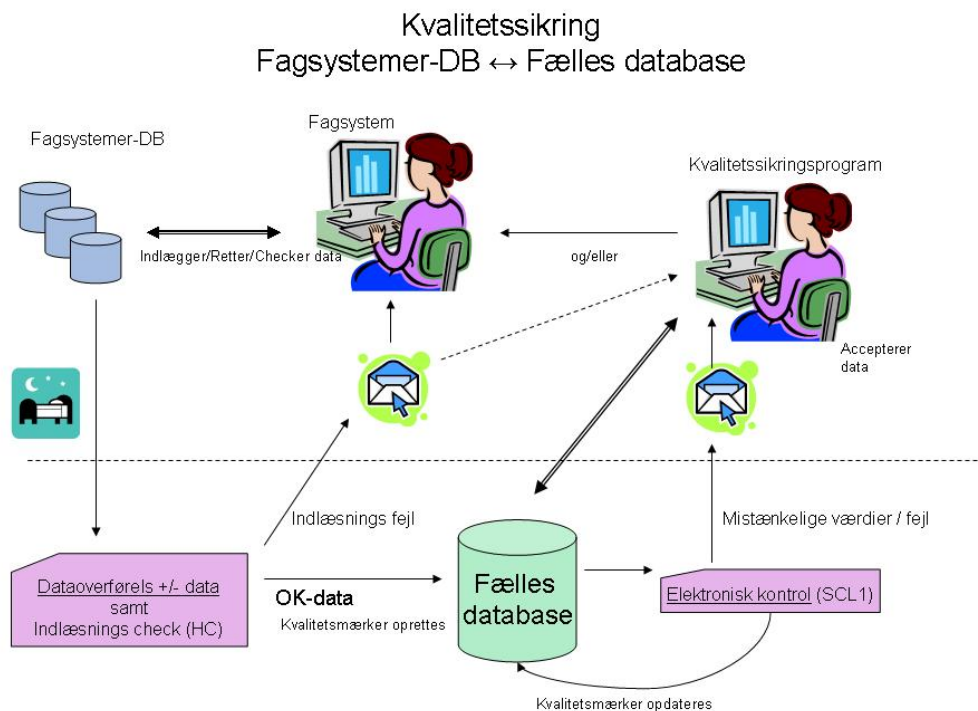 Kvalitetssikring
Fagsystemer-DB ↔ Fælles database
Fagsystemer-DB
Fagsystem
Kvalitetssikringsprogram
Indlægger/Retter/Checker data
og/eller
Accepterer
data
Indlæsnings fejl
Mistænkelige værdier / fejl
Dataoverførels +/- data
samt
Indlæsnings check (HC)
OK-data
Kvalitetsmærker oprettes
Fælles
database
Elektronisk kontrol (SCL1)
Kvalitetsmærker opdateres